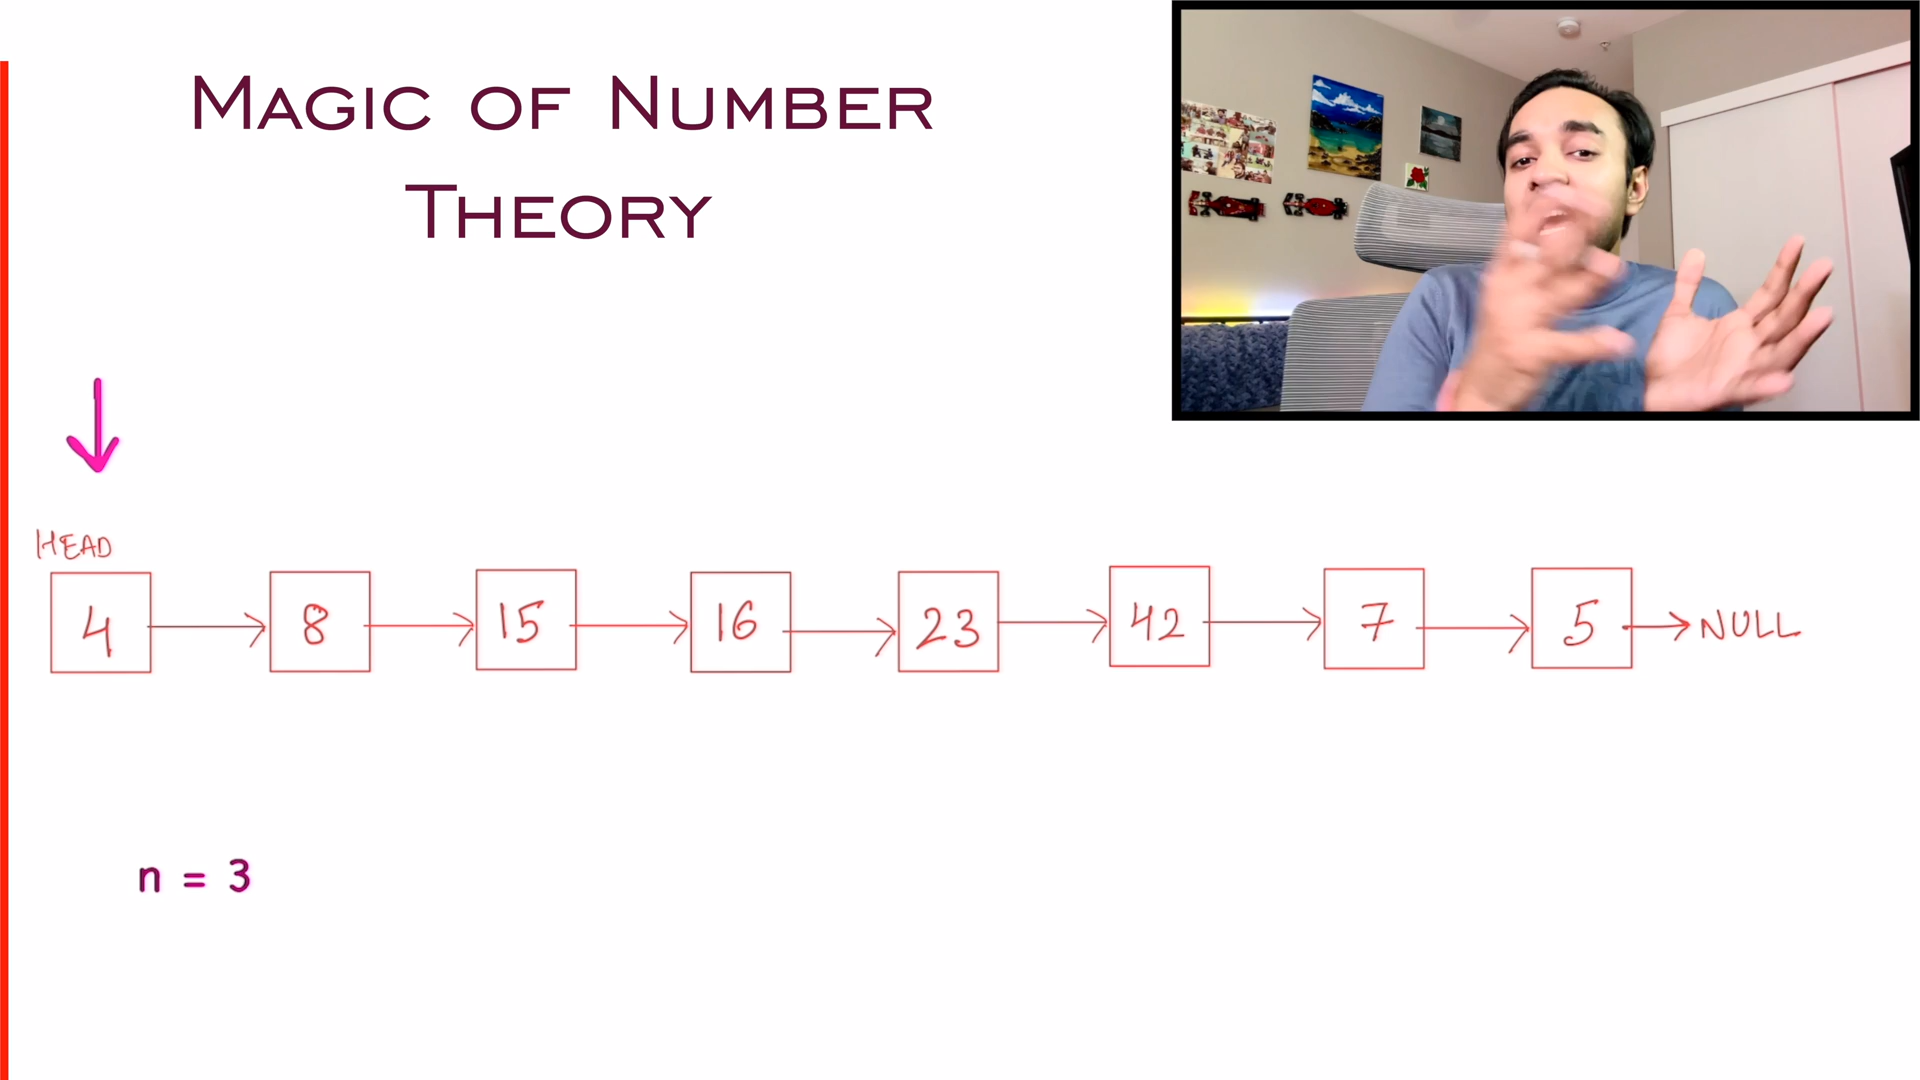 MAGIC OF NUMBER
THEORY
HEAD
4 8 15 16 23 42 7 5 NULL
n = 3